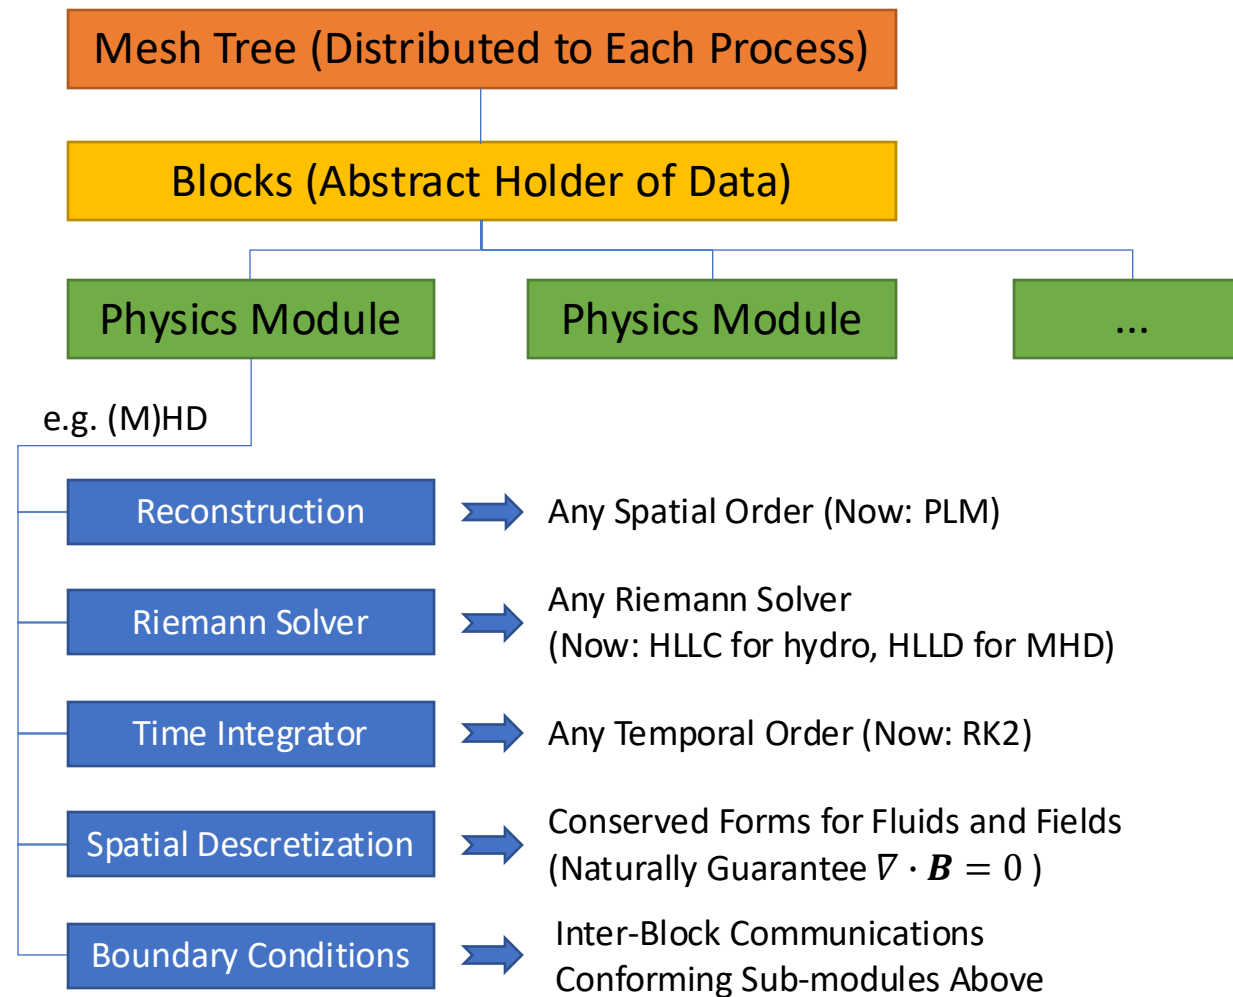 Mesh Tree (Distributed to Each Process)
Blocks (Abstract Holder of Data)
Physics Module
Physics Module
...
e.g. (M)HD
Reconstruction
Any Spatial Order (Now: PLM)
Riemann Solver
Any Riemann Solver
(Now: HLLC for hydro, HLLD for MHD)
Time Integrator
Any Temporal Order (Now: RK2)
Spatial Descretization
Conserved Forms for Fluids and Fields
(Naturally Guarantee ∇ · B = 0 )
Boundary Conditions
Inter-Block Communications
Conforming Sub-modules Above